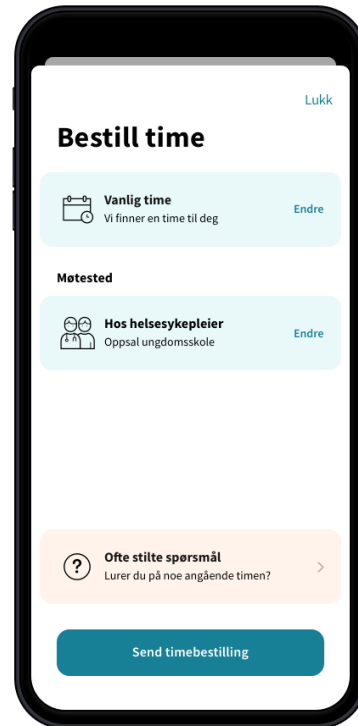 Lukk
Bestill time
Vanlig time
Vi finner en time til deg
Endre
Møtested
Hos helsesykepleier
Oppsal ungdomsskole
Endre
?
Ofte stilte spørsmål
Lurer du på noe angående timen?
Send timebestilling